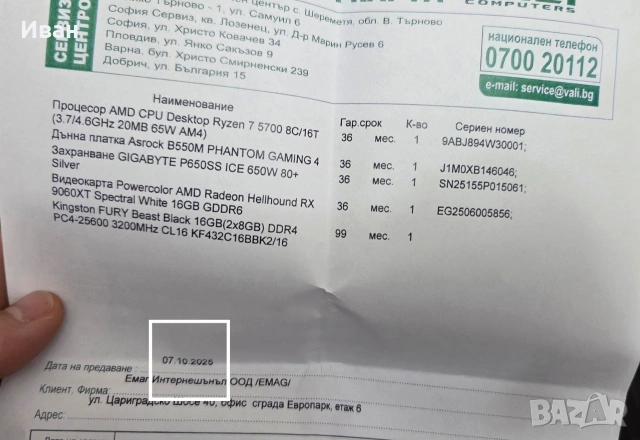 Иван.
COMPUTERS
Търново - 1, ул. Самуил 6
ен център с. Шереметя, обл. В. Търново
София Сервиз, кв. Лозенец, ул. Д-р Марин Русев 6
София, ул. Христо Ковачев 34
Пловдив, ул. Янко Сакъзов 9
Варна, бул. Христо Смирненски 239
Добрич, ул. България 15
СЕРВИЗ
ЦЕНТРО
национален телефон
0700 20112
e-mail: service@vali.bg
Наименование Гар.срок К-во Сериен номер
Процесор AMD CPU Desktop Ryzen 7 5700 8C/16T 36 мес. 1 9ABJ894W30001;
(3.7/4.6GHz 20MB 65W AM4)
Дънна платка Asrock B550M PHANTOM GAMING 4 36 мес. 1 J1M0XB146046;
Захранване GIGABYTE P650SS ICE 650W 80+ 36 мес. 1 SN25155P015061;
Silver
Видеокарта Powercolor AMD Radeon Hellhound RX 36 мес. 1 EG2506005856;
9060XT Spectral White 16GB GDDR6
Kingston FURY Beast Black 16GB(2x8GB) DDR4 99 мес. 1
PC4-25600 3200MHz CL16 KF432C16BBK2/16
Дата на предаване : 07.10.2025
Емаг Интернешънъл ООД /EMAG/
Клиент, Фирма:
ул. Цариградско Шосе 40, офис сграда Европарк, етаж 6
Адрес:
BAZAR